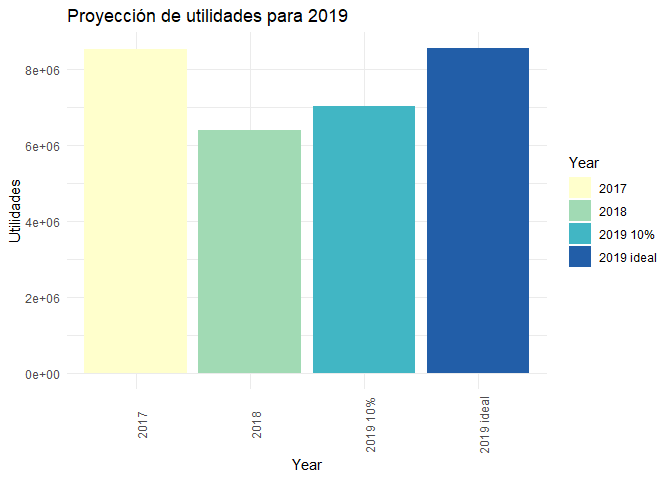 Proyección de utilidades para 2019
Utilidades
8e+06
6e+06
4e+06
2e+06
0e+00
2017
2018
2019 10%
2019 ideal
Year
Year
2017
2018
2019 10%
2019 ideal